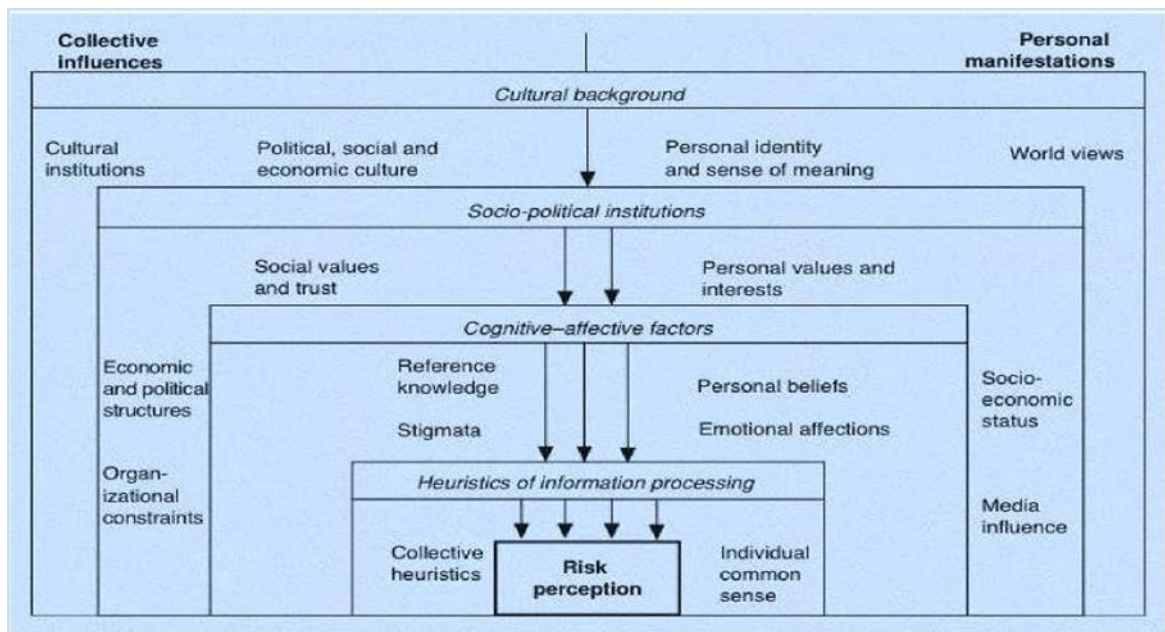 Collective
influences
Personal
manifestations
Cultural background
Cultural
institutions
Political, social and
economic culture
Personal identity
and sense of meaning
World views
Socio-political institutions
Social values
and trust
Personal values and
interests
Cognitive–affective factors
Economic
and political
structures
Reference
knowledge
Personal beliefs
Socio-
economic
status
Stigmata
Emotional affections
Heuristics of information processing
Organ-
izational
constraints
Media
influence
Collective
heuristics
Risk
perception
Individual
common
sense